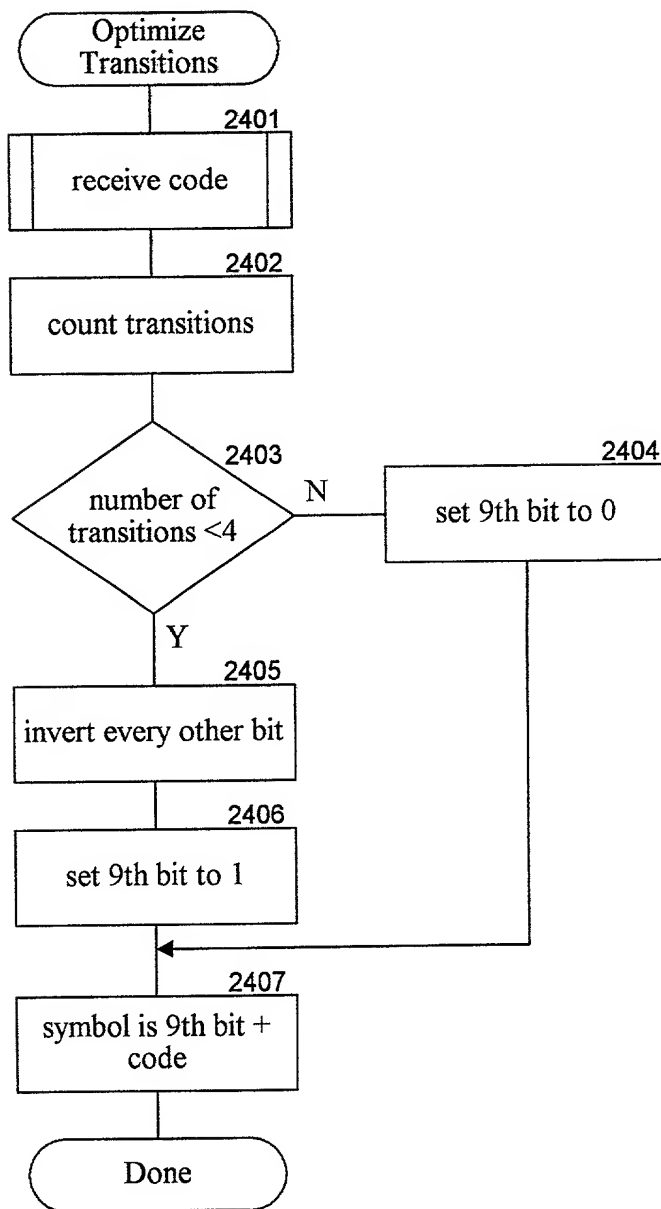 Optimize
Transitions
2401
receive code
2402
count transitions
2403
number of
transitions <4
N
2404
set 9th bit to 0
Y
2405
invert every other bit
2406
set 9th bit to 1
2407
symbol is 9th bit +
code
Done